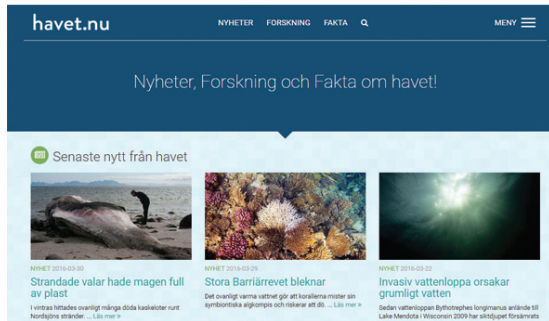 havet.nu
NYHETER FORSKNING FAKTA
MENY
Nyheter, Forskning och Fakta om havet!
Senaste nytt från havet
NYHET 2016-03-30
Strandade valar hade magen full
av plast
I vintras hittades ovanligt många döda kaskeloter runt
Nordsjöns stränder. ... Läs mer »
NYHET 2016-03-29
Stora Barriärrevet bleknar
Det ovanligt varma vattnet gör att korallerna mister sin
symbiontiska algkompis och riskerar att dö. ... Läs mer »
NYHET 2016-03-22
Invasiv vattenloppa orsakar
grumligt vatten
Sedan vattenloppan Bythotrephes longimanus anlände till
Lake Mendota i Wisconsin 2009 har siktdjupet försämrats